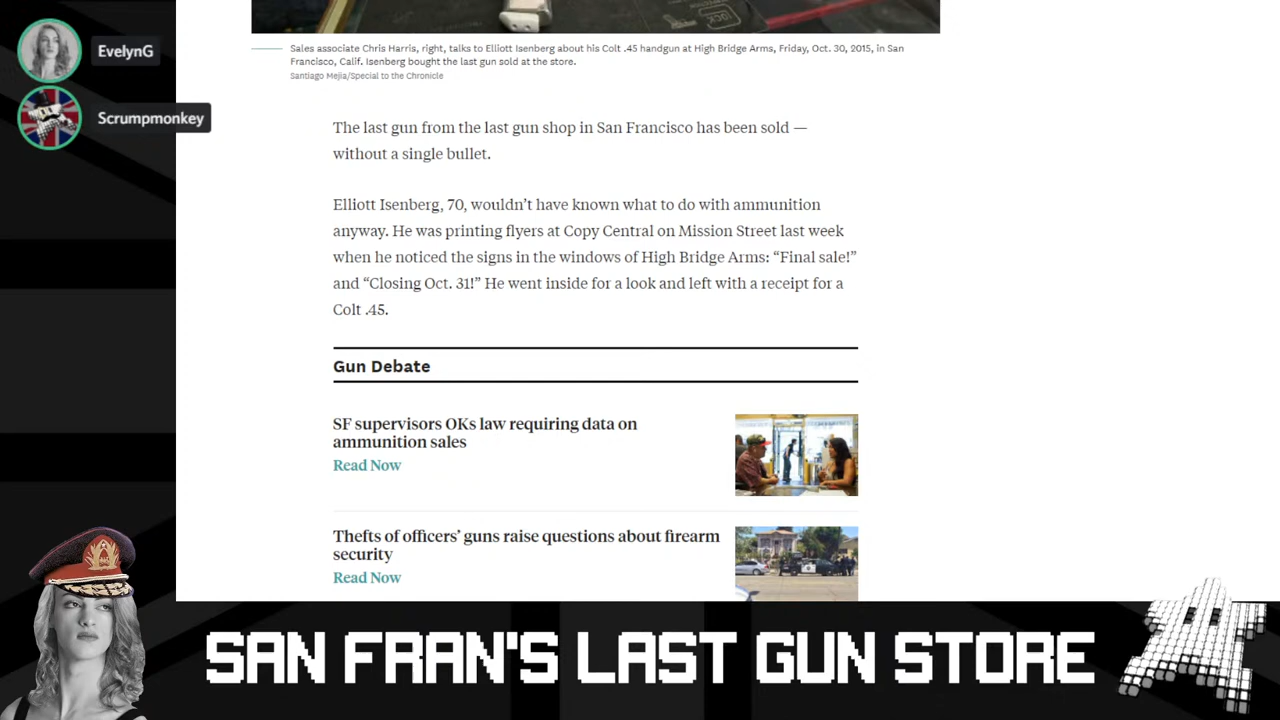 GLOCK
EvelynG
Scrumpmonkey
Sales associate Chris Harris, right, talks to Elliott Isenberg about his Colt .45 handgun at High Bridge Arms, Friday, Oct. 30, 2015, in San
Francisco, Calif. Isenberg bought the last gun sold at the store.
Santiago Mejia/Special to the Chronicle
The last gun from the last gun shop in San Francisco has been sold —
without a single bullet.
Elliott Isenberg, 70, wouldn’t have known what to do with ammunition
anyway. He was printing flyers at Copy Central on Mission Street last week
when he noticed the signs in the windows of High Bridge Arms: “Final sale!”
and “Closing Oct. 31!” He went inside for a look and left with a receipt for a
Colt .45.
Gun Debate
SF supervisors OKs law requiring data on
ammunition sales
Read Now
Thefts of officers’ guns raise questions about firearm
security
Read Now
SAN FRAN'S LAST GUN STORE